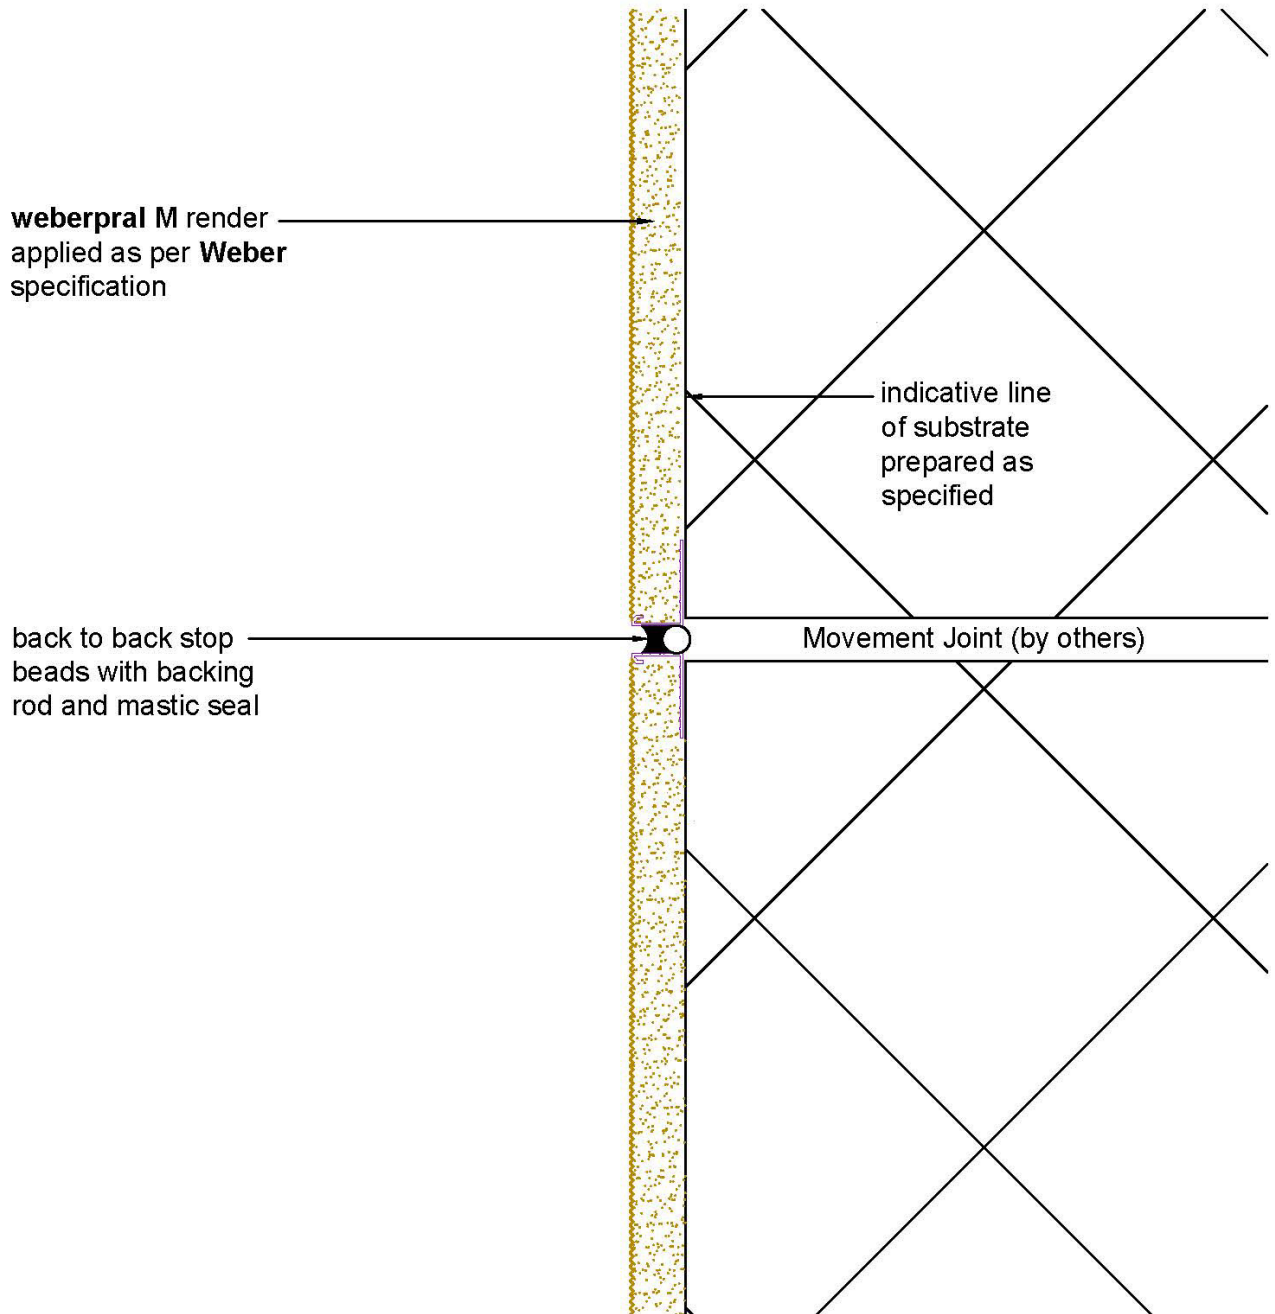 weberpral M render
applied as per Weber
specification
indicative line
of substrate
prepared as
specified
back to back stop
beads with backing
rod and mastic seal
Movement Joint (by others)